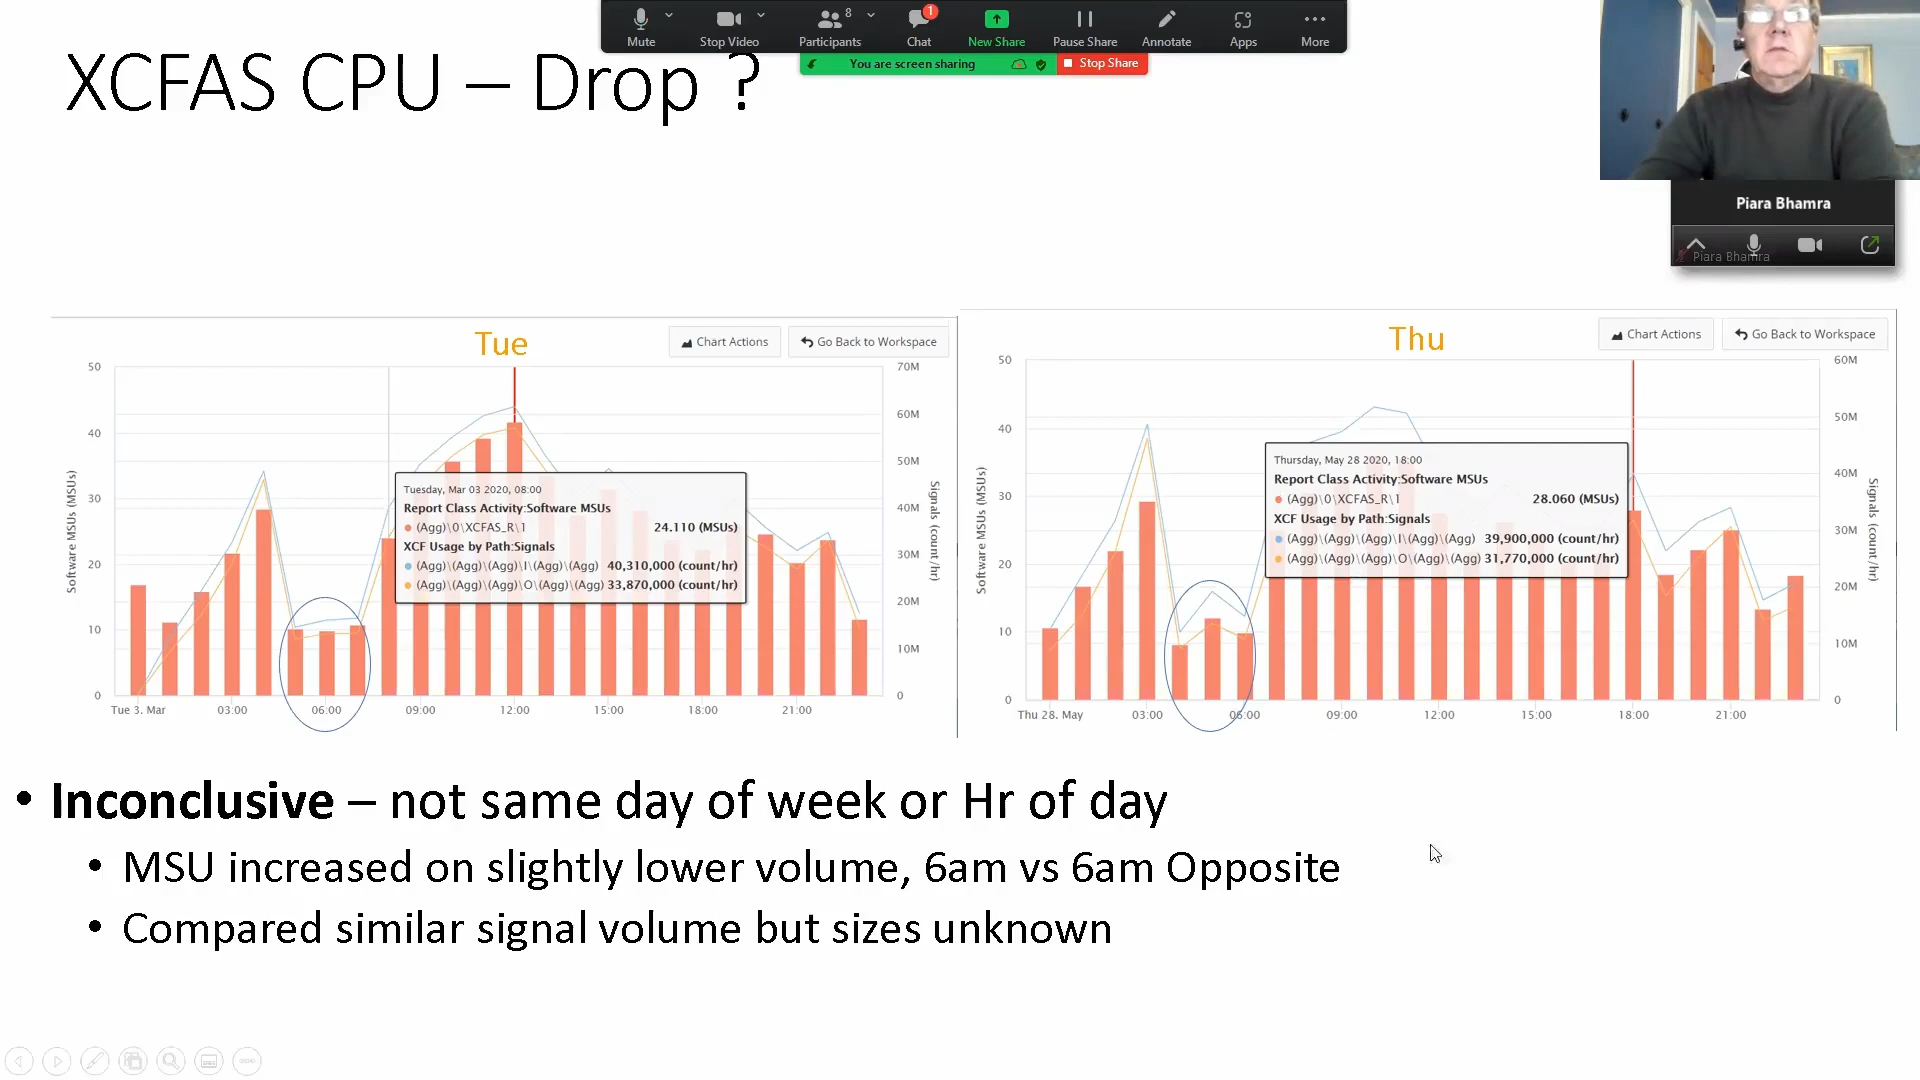 Mute
Stop Video
8
Participants
1
Chat
New Share
Pause Share
Annotate
Apps
More
You are screen sharing
Stop Share
XCFAS CPU – Drop ?
Piara Bhamra
Piara Bhamra
Tue
Chart Actions
Go Back to Workspace
50
40
30
20
10
0
Software MSUs (MSUs)
70M
60M
50M
40M
30M
20M
10M
0
Signals (count/hr)
Tuesday, Mar 03 2020, 08:00
Report Class Activity:Software MSUs
(Agg)\0\XCFAS_R\1 24.110 (MSUs)
XCF Usage by Path:Signals
(Agg)\(Agg)\(Agg)\I\(Agg)\(Agg) 40,310,000 (count/hr)
(Agg)\(Agg)\(Agg)\O\(Agg)\(Agg) 33,870,000 (count/hr)
Tue 3. Mar 03:00 06:00 09:00 12:00 15:00 18:00 21:00
Thu
Chart Actions
Go Back to Workspace
50
40
30
20
10
0
Software MSUs (MSUs)
60M
50M
40M
30M
20M
10M
0
Signals (count/hr)
Thursday, May 28 2020, 18:00
Report Class Activity:Software MSUs
(Agg)\0\XCFAS_R\1 28.060 (MSUs)
XCF Usage by Path:Signals
(Agg)\(Agg)\(Agg)\I\(Agg)\(Agg) 39,900,000 (count/hr)
(Agg)\(Agg)\(Agg)\O\(Agg)\(Agg) 31,770,000 (count/hr)
Thu 28. May 03:00 06:00 09:00 12:00 15:00 18:00 21:00
• Inconclusive – not same day of week or Hr of day
• MSU increased on slightly lower volume, 6am vs 6am Opposite
• Compared similar signal volume but sizes unknown